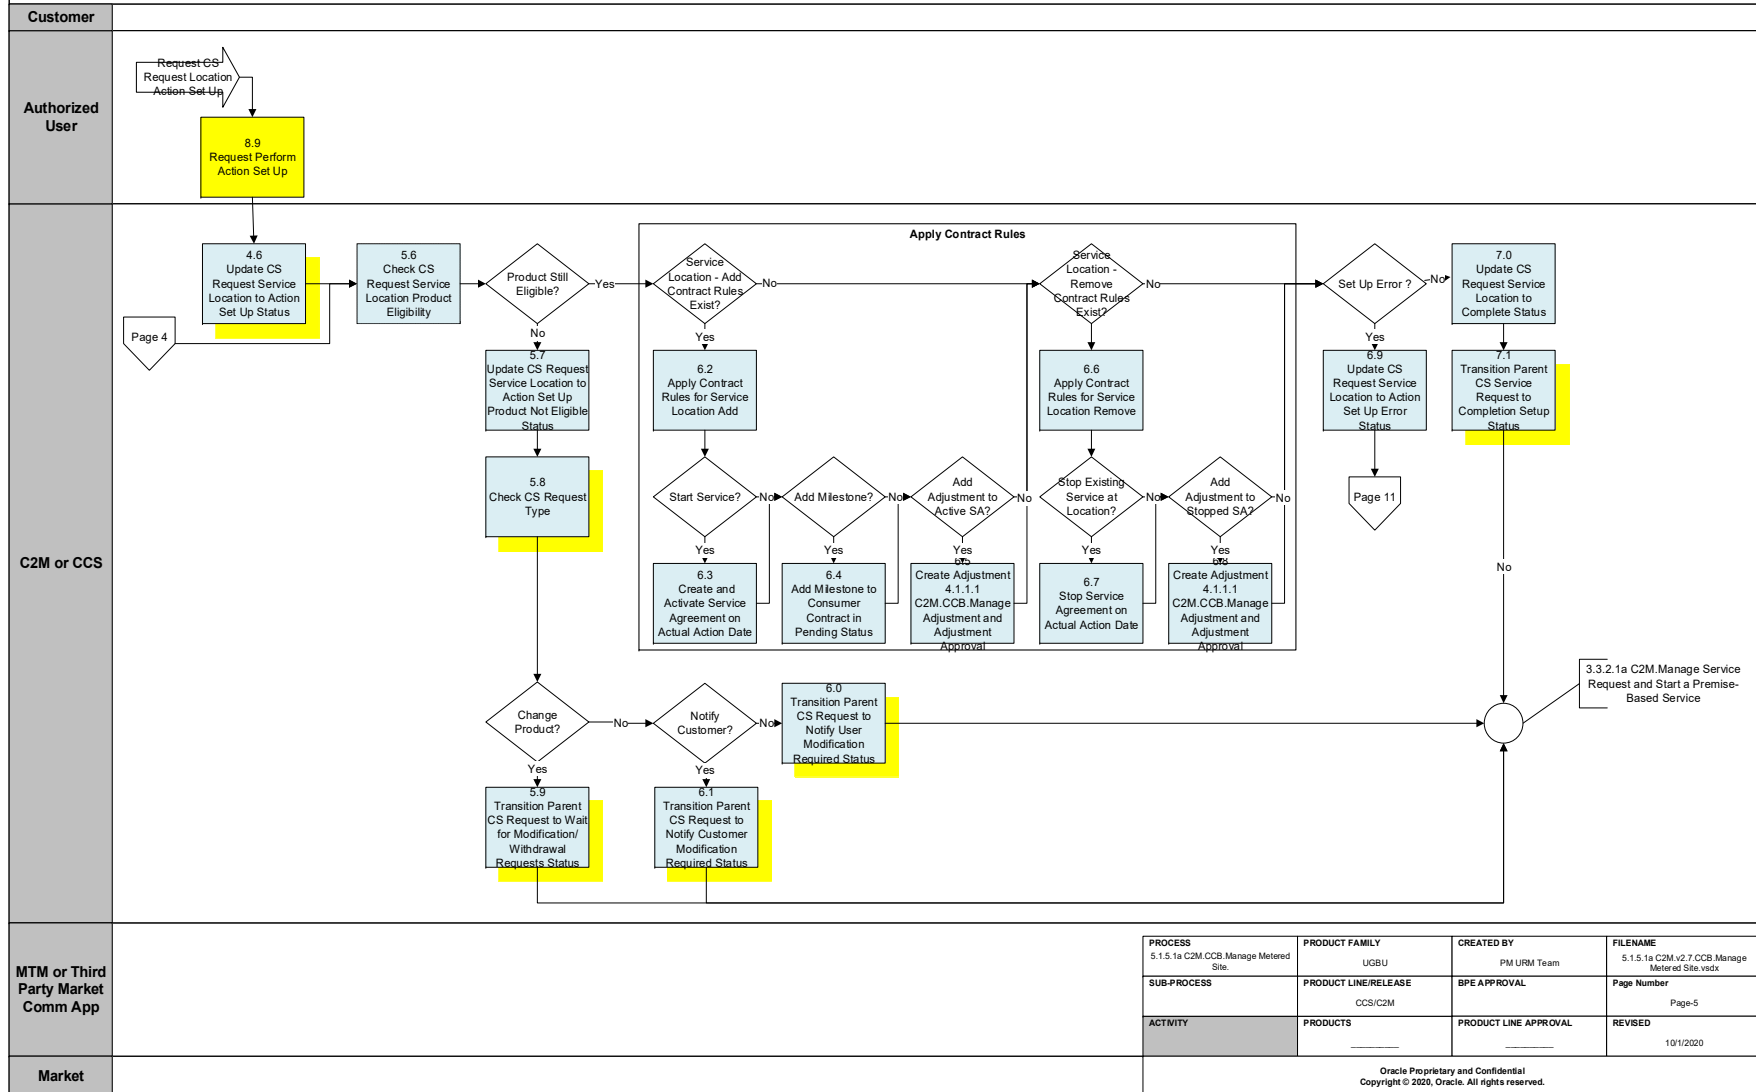 Customer
Authorized
User
Request CS
Request Location
Action Set Up
8.9
Request Perform
Action Set Up
C2M or CCS
4.6
Update CS
Request Service
Location to Action
Set Up Status
Page 4
5.6
Check CS
Request Service
Location Product
Eligibility
Product Still
Eligible?
Yes
No
5.7
Update CS Request
Service Location to
Action Set Up
Product Not Eligible
Status
5.8
Check CS Request
Type
Apply Contract Rules
Service
Location - Add
Contract Rules
Exist?
No
Yes
6.2
Apply Contract
Rules for Service
Location Add
Start Service?
No
Yes
6.3
Create and
Activate Service
Agreement on
Actual Action Date
Add Milestone?
No
Yes
6.4
Add Milestone to
Consumer
Contract in
Pending Status
Add
Adjustment to
Active SA?
No
Yes
6.5
Create Adjustment
4.1.1.1
C2M.CCB.Manage
Adjustment and
Adjustment
Approval
Service
Location -
Remove
Contract Rules
Exist?
No
Yes
6.6
Apply Contract
Rules for Service
Location Remove
Stop Existing
Service at
Location?
No
Yes
6.7
Stop Service
Agreement on
Actual Action Date
Add
Adjustment to
Stopped SA?
No
Yes
6.8
Create Adjustment
4.1.1.1
C2M.CCB.Manage
Adjustment and
Adjustment
Approval
Set Up Error ?
No
Yes
6.9
Update CS
Request Service
Location to Action
Set Up Error
Status
Page 11
7.0
Update CS
Request Service
Location to
Complete Status
7.1
Transition Parent
CS Service
Request to
Completion Setup
Status
No
3.3.2.1a C2M.Manage Service
Request and Start a Premise-
Based Service
Change
Product?
No
Yes
5.9
Transition Parent
CS Request to Wait
for Modification/
Withdrawal
Requests Status
Notify
Customer?
No
Yes
6.1
Transition Parent
CS Request to
Notify Customer
Modification
Required Status
6.0
Transition Parent
CS Request to
Notify User
Modification
Required Status
MTM or Third
Party Market
Comm App
Market
PROCESS
5.1.5.1a C2M.CCB.Manage Metered
Site.
PRODUCT FAMILY
UGBU
CREATED BY
PM URM Team
FILENAME
5.1.5.1a C2M.v2.7.CCB.Manage
Metered Site.vsdx
SUB-PROCESS
PRODUCT LINE/RELEASE
CCS/C2M
BPE APPROVAL
Page Number
Page-5
ACTIVITY
PRODUCTS
PRODUCT LINE APPROVAL
REVISED
10/1/2020
Oracle Proprietary and Confidential
Copyright © 2020, Oracle. All rights reserved.